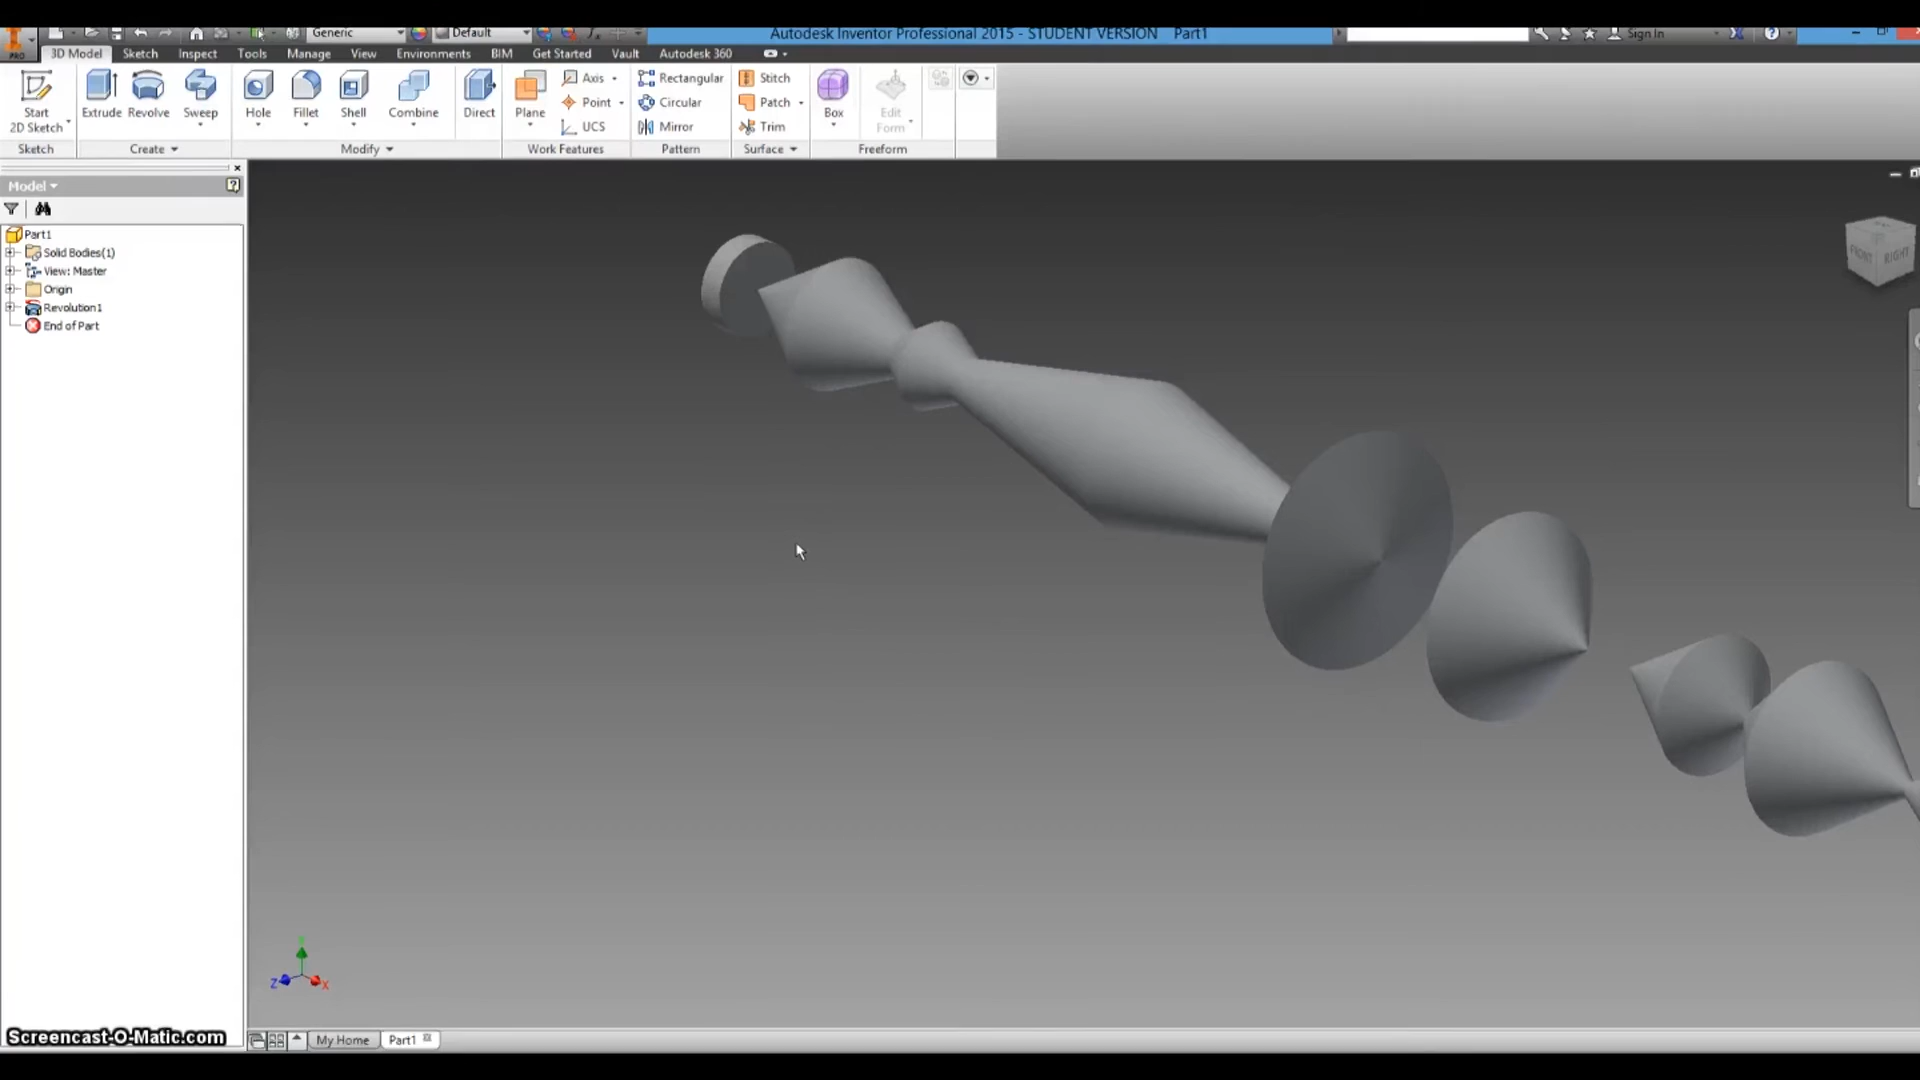 Generic Default Autodesk Inventor Professional 2015 - STUDENT VERSION Part1 Sign In
PRO 3D Model Sketch Inspect Tools Manage View Environments BIM Get Started Vault Autodesk 360
Start 2D Sketch Extrude Revolve Sweep Hole Fillet Shell Combine Direct Plane Axis Point UCS Rectangular Circular Mirror Stitch Patch Trim Box Edit Form
Sketch Create Modify Work Features Pattern Surface Freeform
Model
Part1
Solid Bodies(1)
View: Master
Origin
Revolution1
End of Part
FRONT RIGHT
Z X
Screencast-O-Matic.com My Home Part1